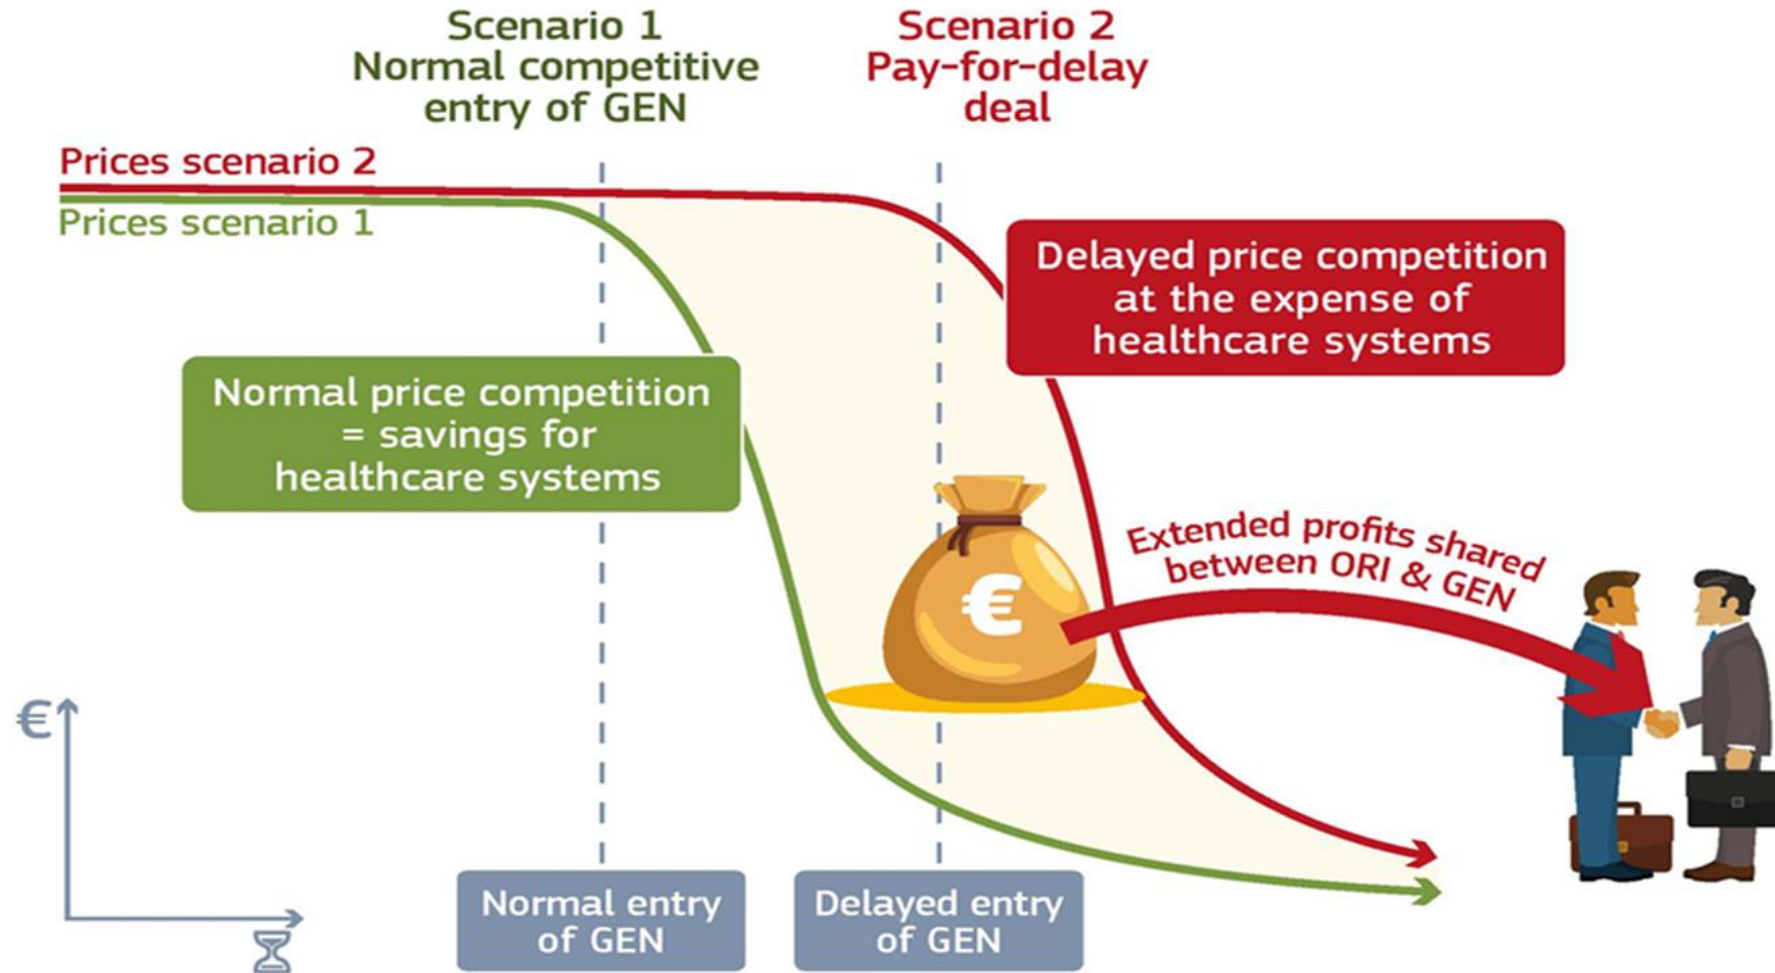 Scenario 1
Normal competitive
entry of GEN
Scenario 2
Pay-for-delay
deal
Prices scenario 2
Prices scenario 1
Delayed price competition
at the expense of
healthcare systems
Normal price competition
= savings for
healthcare systems
Extended profits shared
between ORI & GEN
€
€
Normal entry
of GEN
Delayed entry
of GEN